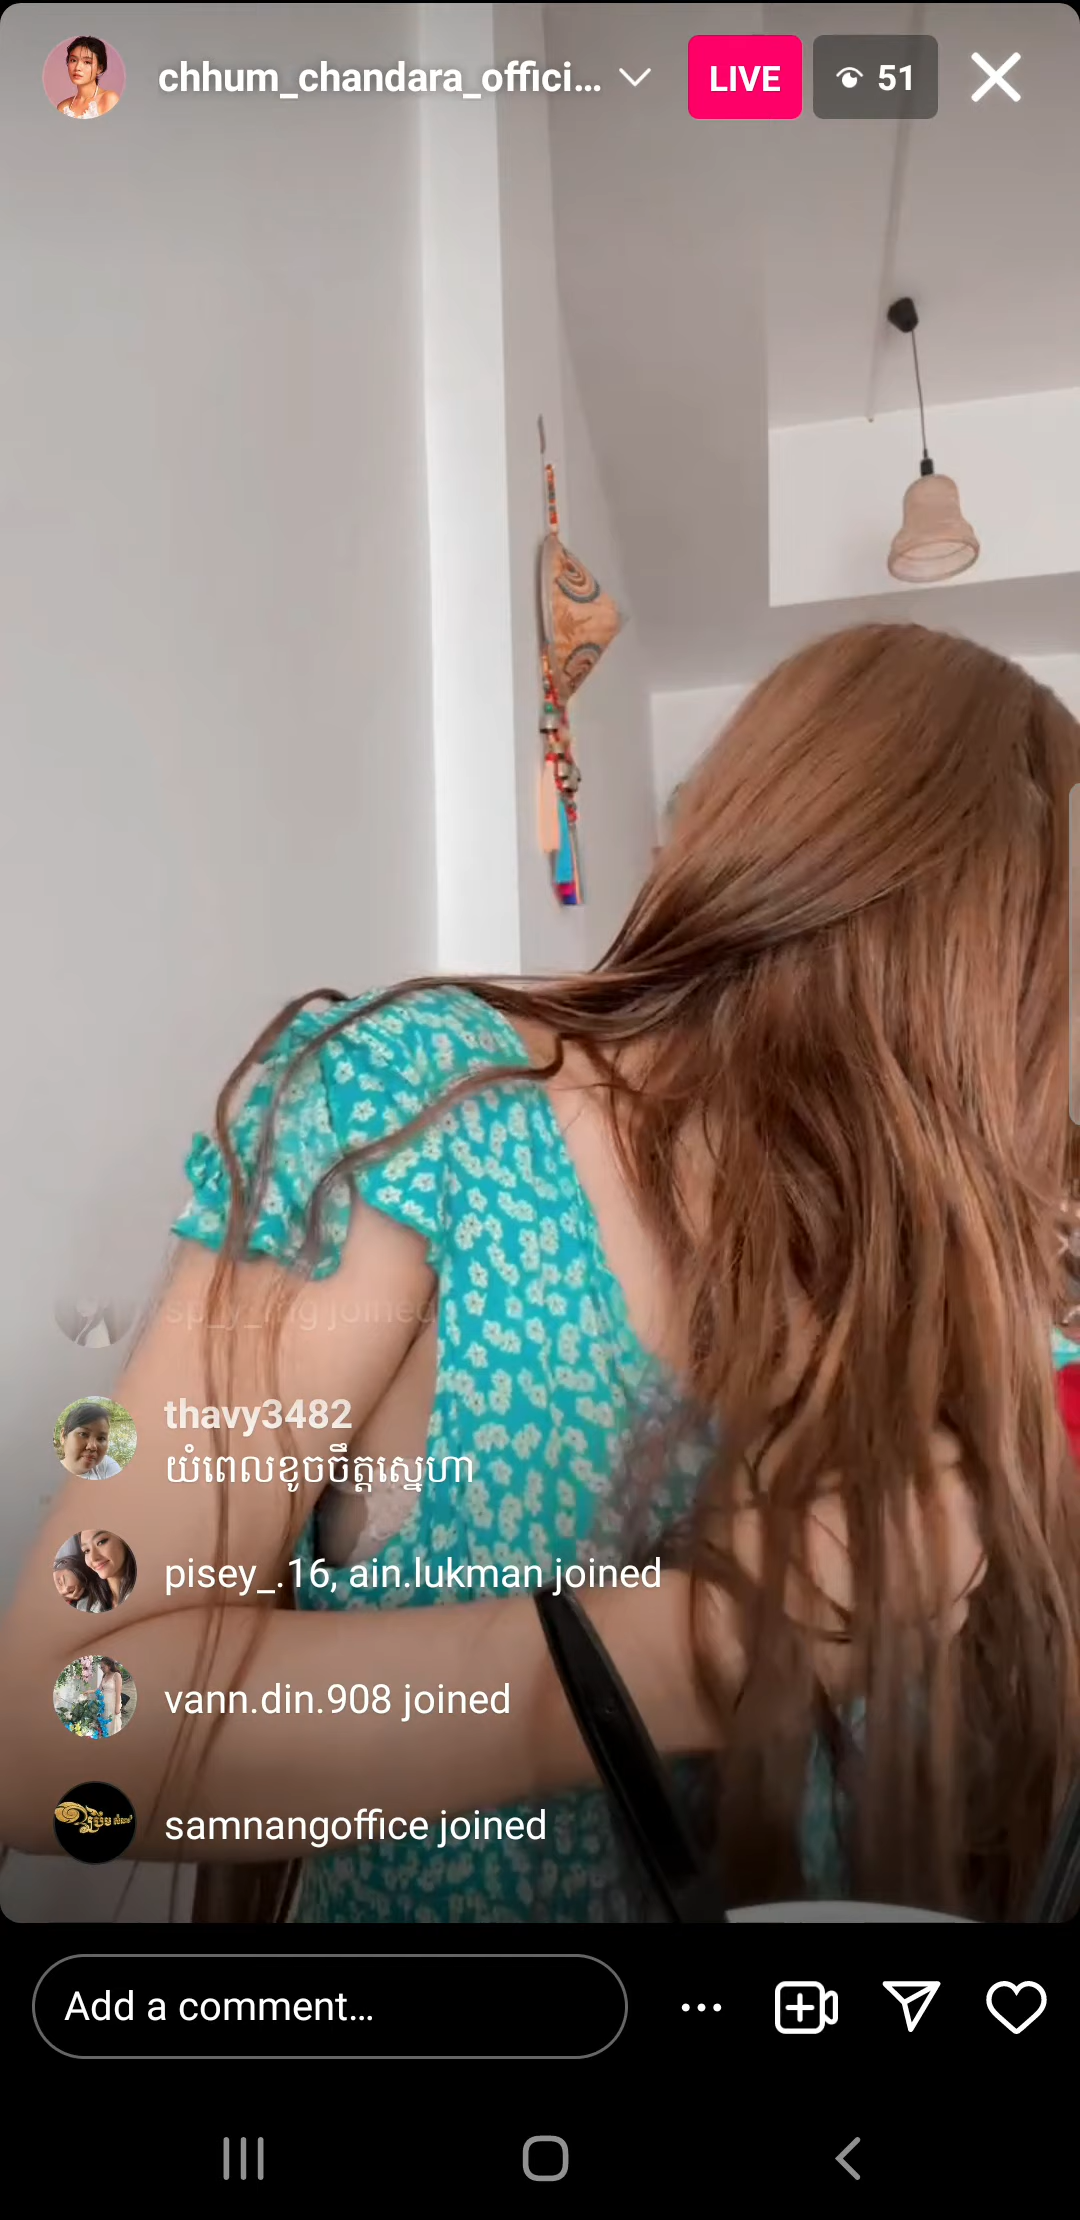 chhum_chandara_offici...
LIVE
51
joined
thavy3482
យំពេលខូចចឹត្តស្នេហា
pisey_.16, ain.lukman joined
vann.din.908 joined
samnangoffice joined
Add a comment...